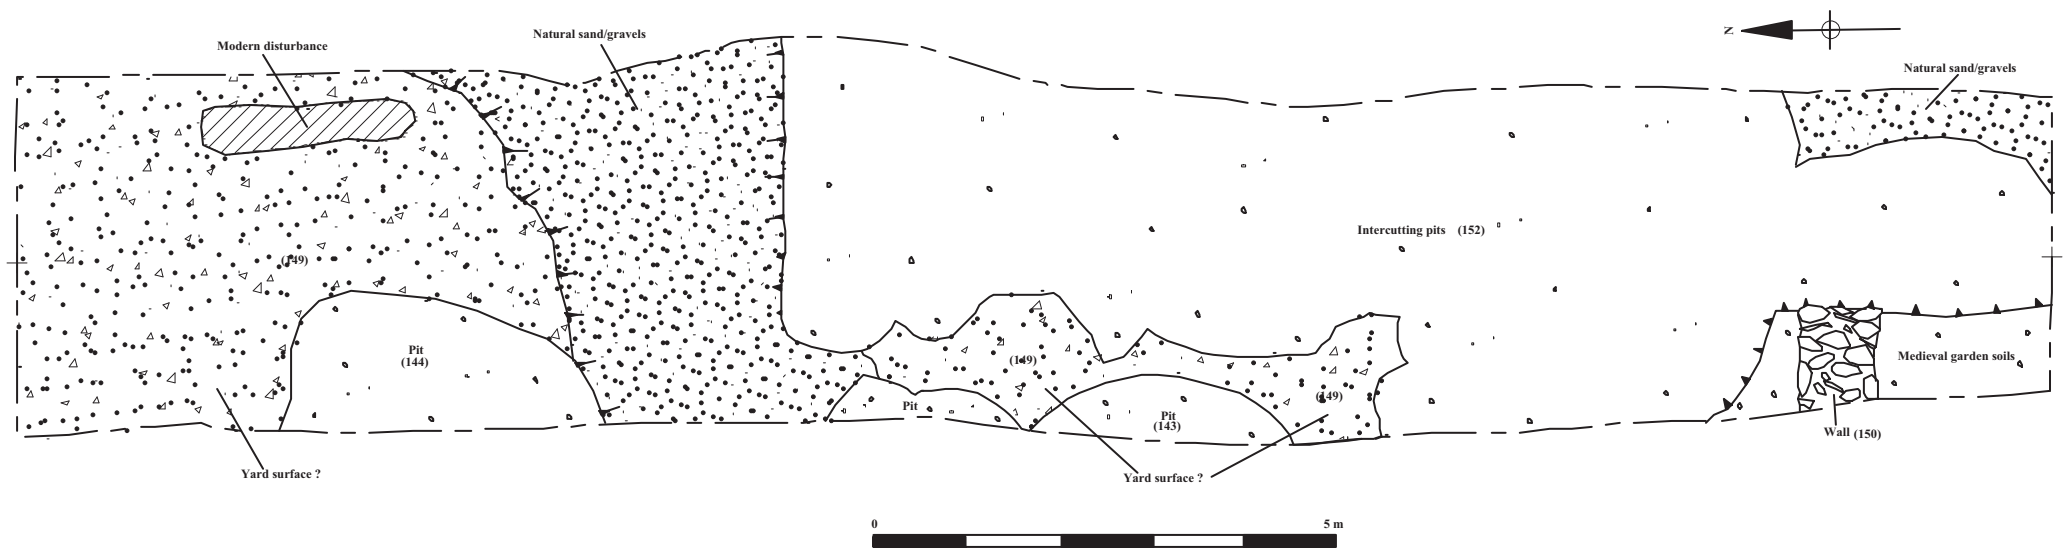 N
Natural sand/gravels
Modern disturbance
Natural sand/gravels
Intercutting pits (152)
(149)
Pit
(144)
(149)
Medieval garden soils
(149)
Pit
Pit
(143)
Wall (150)
Yard surface ?
Yard surface ?
0 5 m